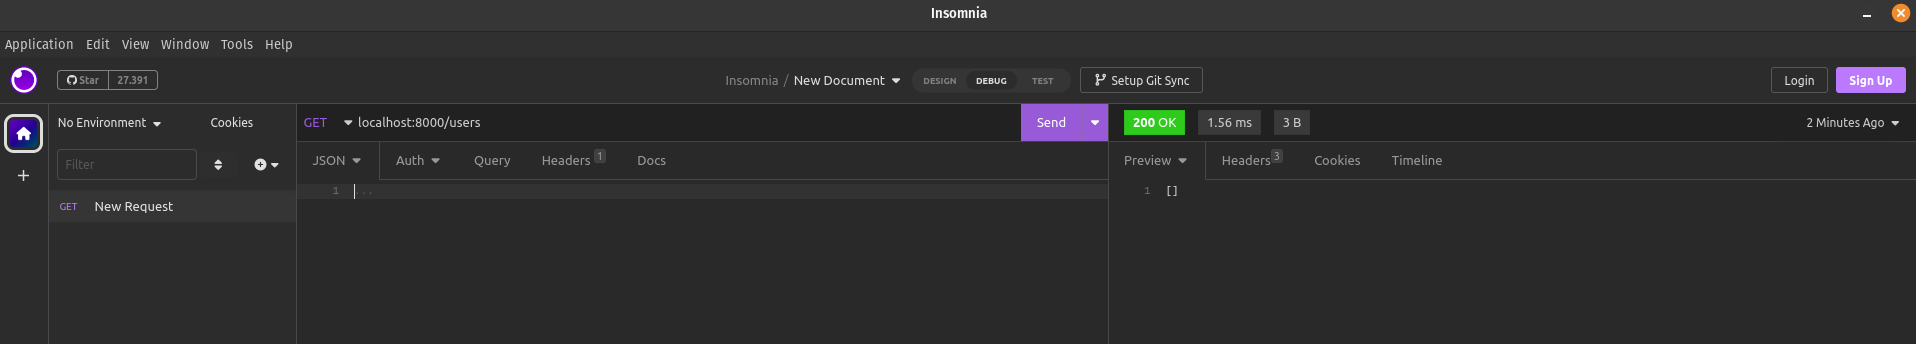 Insomnia
Application Edit View Window Tools Help
Star 27.391 Insomnia / New Document DESIGN DEBUG TEST Setup Git Sync Login Sign Up
No Environment Cookies GET localhost:8000/users Send 200 OK 1.56 ms 3 B 2 Minutes Ago
Filter JSON Auth Query Headers 1 Docs Preview Headers 3 Cookies Timeline
1 ... 1 []
GET New Request